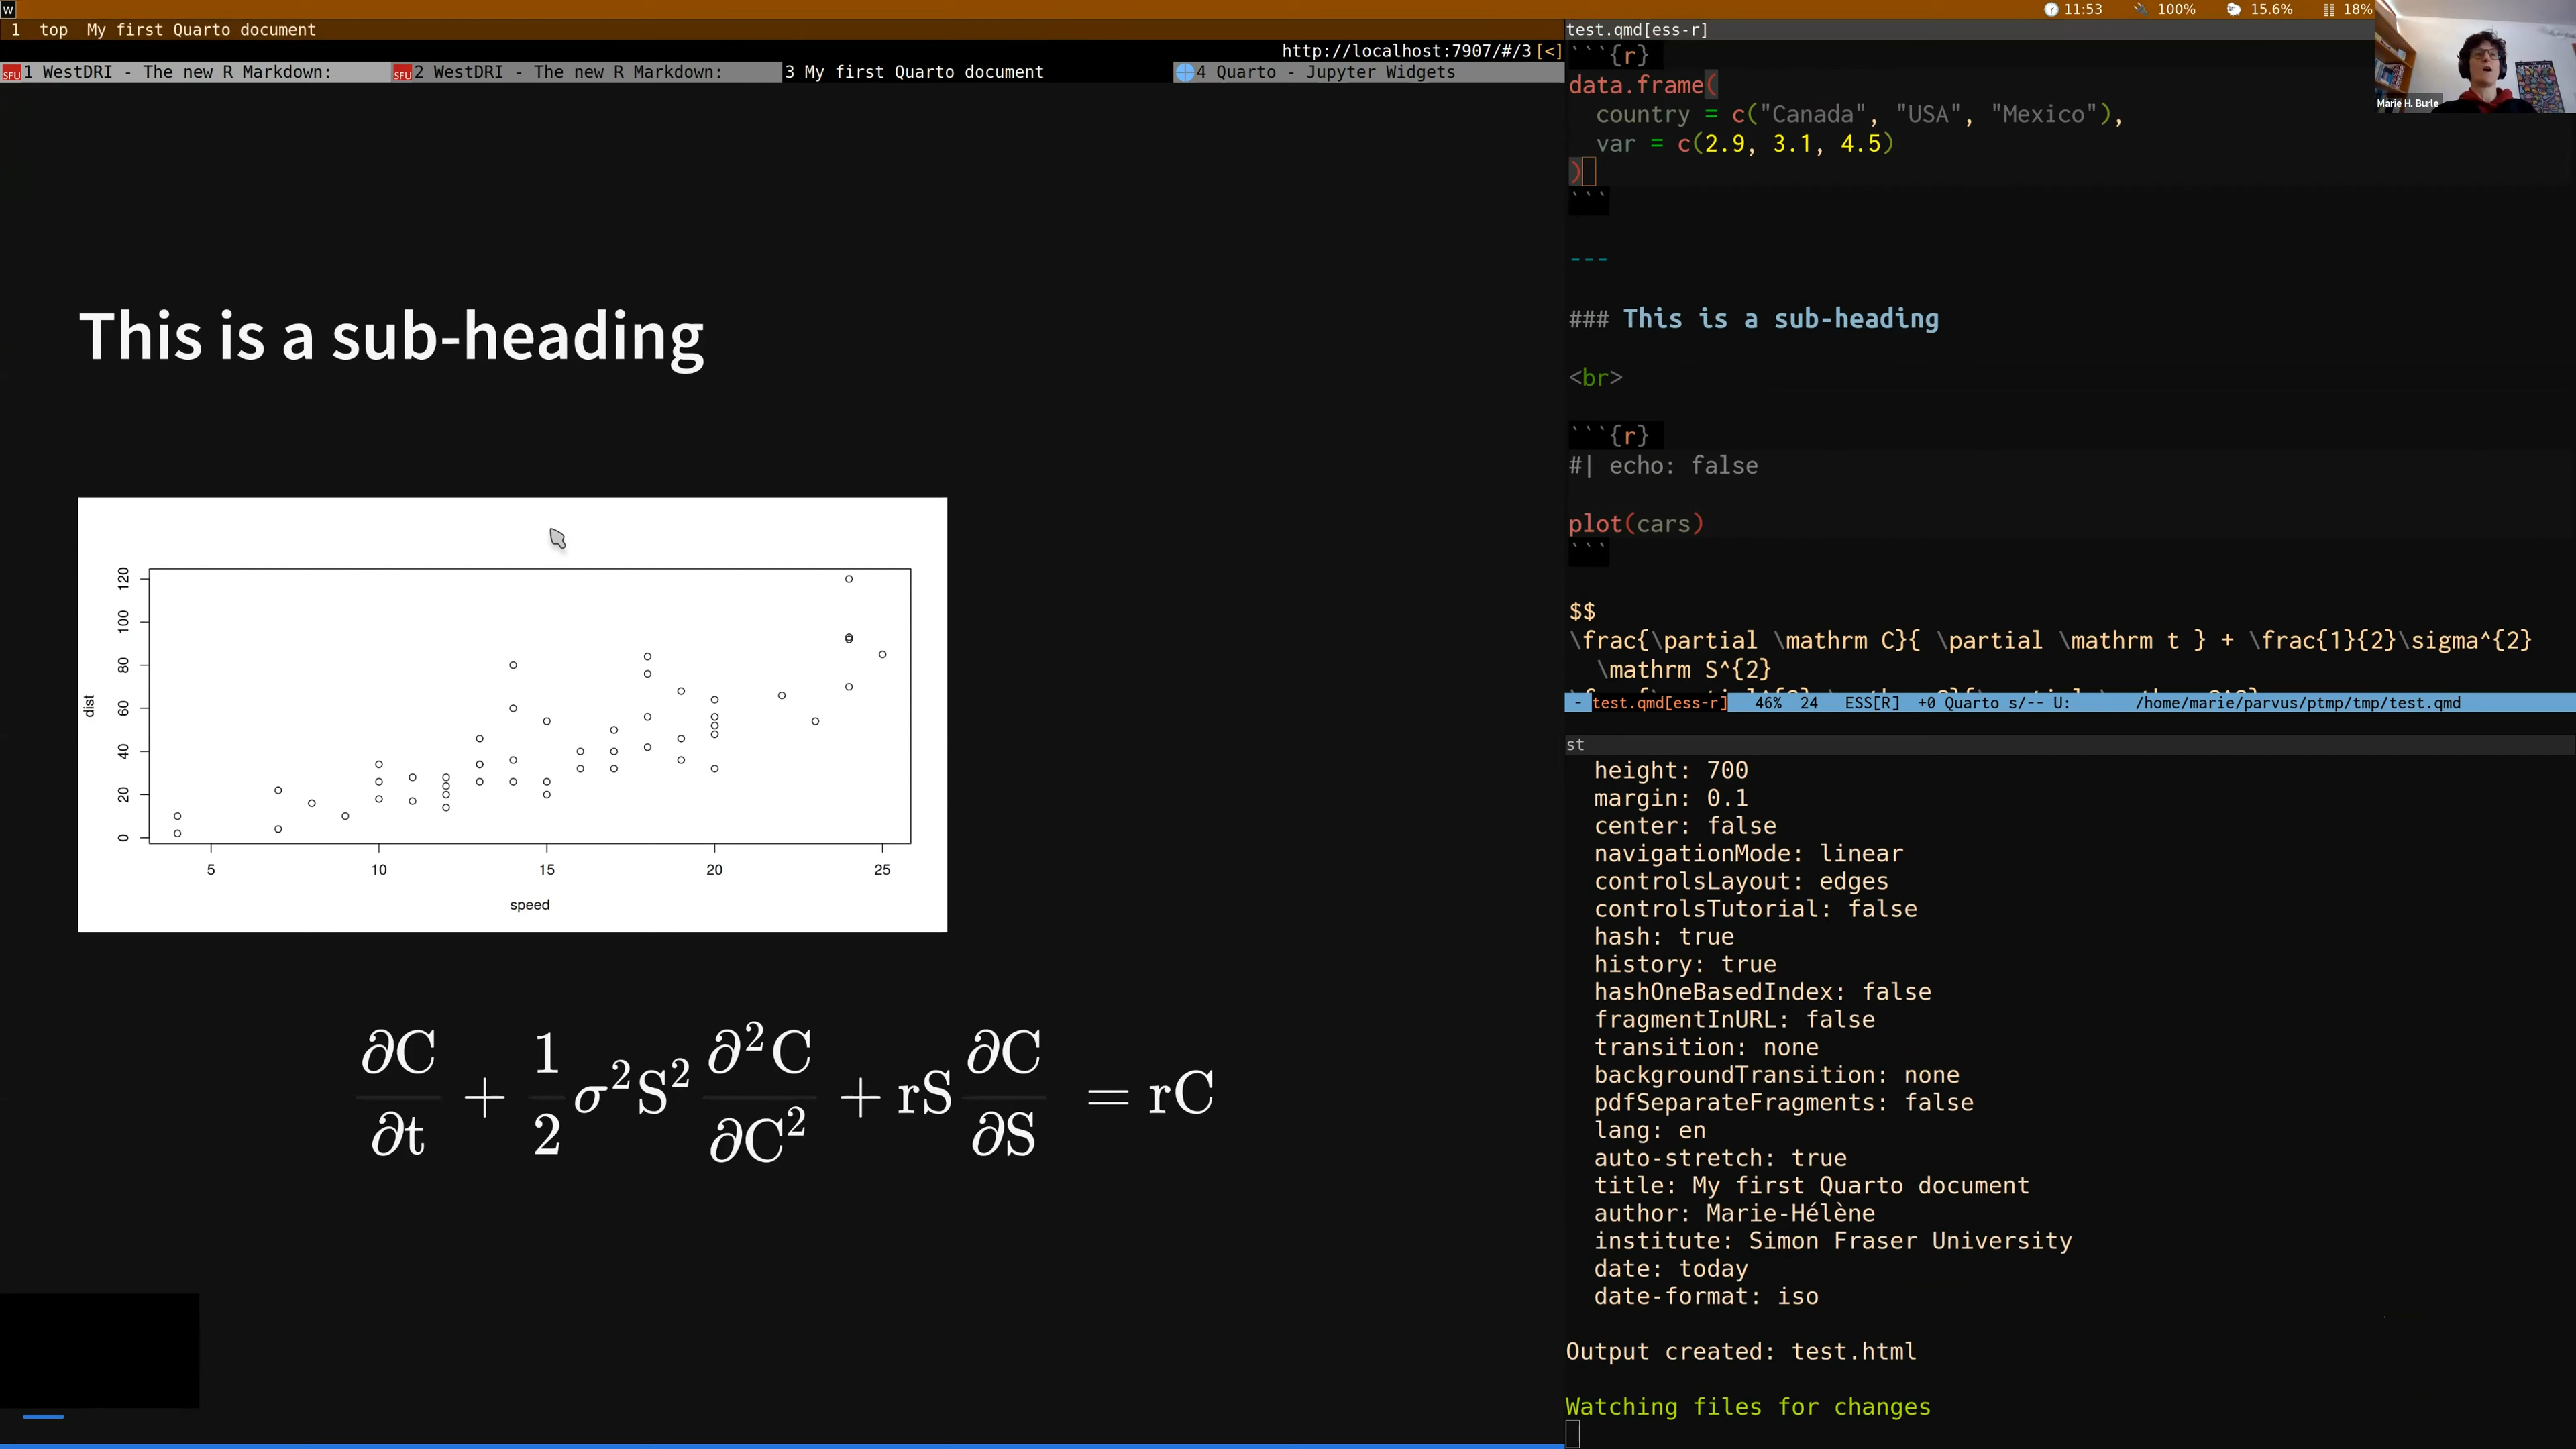 W
11:53 100% 15.6% 18%
1 top My first Quarto document
http://localhost:7907/#/3 [<]
SFU 1 WestDRI - The new R Markdown: SFU 2 WestDRI - The new R Markdown: 3 My first Quarto document 4 Quarto - Jupyter Widgets
This is a sub-heading
120
100
80
60
40
20
0
dist
5 10 15 20 25
speed
∂C/∂t + 1/2 σ²S² ∂²C/∂C² + rS ∂C/∂S = rC
test.qmd[ess-r]
Marie H. Burle
```{r}
data.frame(
country = c("Canada", "USA", "Mexico"),
var = c(2.9, 3.1, 4.5)
)
```
---
### This is a sub-heading
<br>
```{r}
#| echo: false
plot(cars)
```
$$
\frac{\partial \mathrm C}{ \partial \mathrm t } + \frac{1}{2}\sigma^{2}
\mathrm S^{2}
- test.qmd[ess-r] 46% 24 ESS[R] +0 Quarto s/-- U: /home/marie/parvus/ptmp/tmp/test.qmd
st
height: 700
margin: 0.1
center: false
navigationMode: linear
controlsLayout: edges
controlsTutorial: false
hash: true
history: true
hashOneBasedIndex: false
fragmentInURL: false
transition: none
backgroundTransition: none
pdfSeparateFragments: false
lang: en
auto-stretch: true
title: My first Quarto document
author: Marie-Hélène
institute: Simon Fraser University
date: today
date-format: iso
Output created: test.html
Watching files for changes